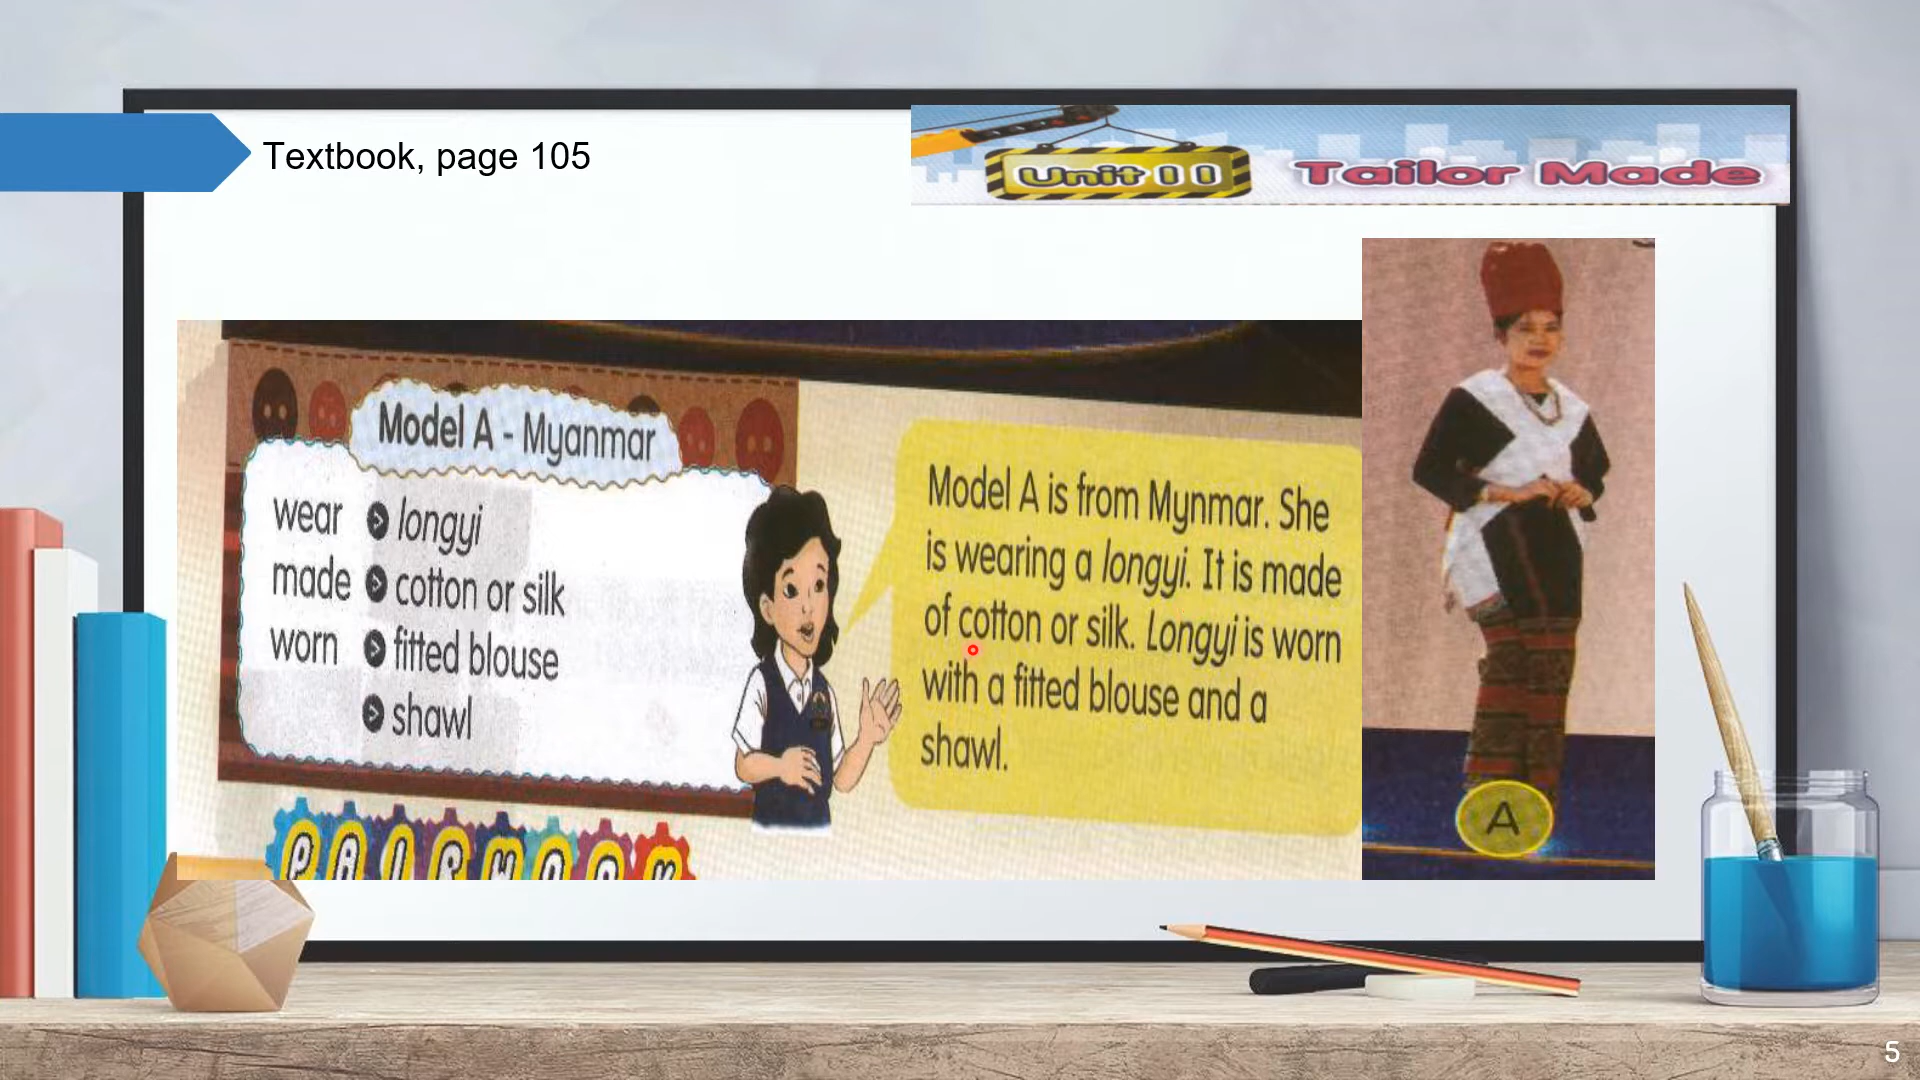 Textbook, page 105
Unit 11 Tailor Made
Model A - Myanmar
wear longyi
made cotton or silk
worn fitted blouse
shawl
Model A is from Mynmar. She
is wearing a longyi. It is made
of cotton or silk. Longyi is worn
with a fitted blouse and a
shawl.
A
PAIRWORK
5